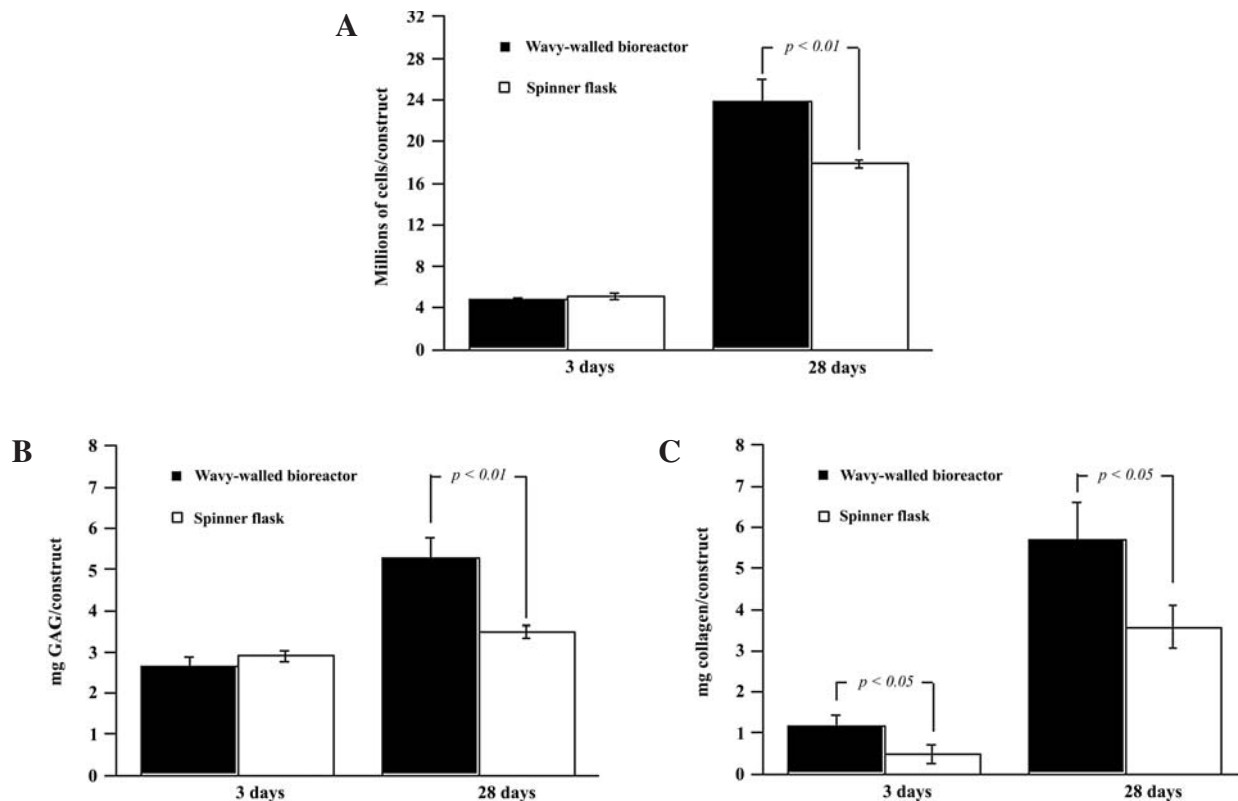 A
Millions of cells/construct
32
28
24
20
16
12
8
4
0
Wavy-walled bioreactor
Spinner flask
p < 0.01
3 days
28 days
B
mg GAG/construct
8
7
6
5
4
3
2
1
0
Wavy-walled bioreactor
Spinner flask
p < 0.01
3 days
28 days
C
mg collagen/construct
8
7
6
5
4
3
2
1
0
Wavy-walled bioreactor
Spinner flask
p < 0.05
p < 0.05
3 days
28 days